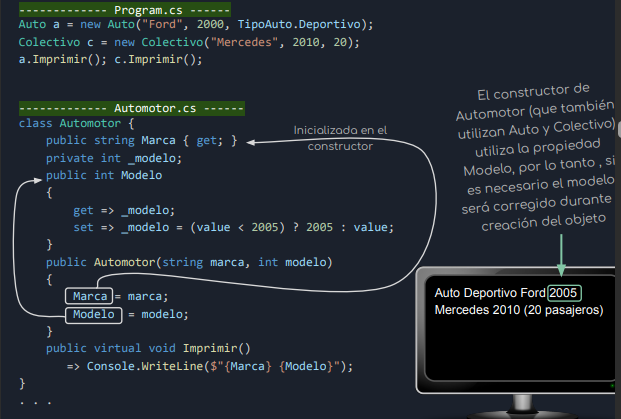 ------------- Program.cs ------
Auto a = new Auto("Ford", 2000, TipoAuto.Deportivo);
Colectivo c = new Colectivo("Mercedes", 2010, 20);
a.Imprimir(); c.Imprimir();
------------- Automotor.cs ------
class Automotor {
public string Marca { get; }
private int _modelo;
public int Modelo
{
get => _modelo;
set => _modelo = (value < 2005) ? 2005 : value;
}
public Automotor(string marca, int modelo)
{
Marca = marca;
Modelo = modelo;
}
public virtual void Imprimir()
=> Console.WriteLine($"{Marca} {Modelo}");
}
. . .
Inicializada en el
constructor
El constructor de
Automotor (que también
utilizan Auto y Colectivo)
utiliza la propiedad
Modelo, por lo tanto , si
es necesario el modelo
será corregido durante
creación del objeto
Auto Deportivo Ford 2005
Mercedes 2010 (20 pasajeros)